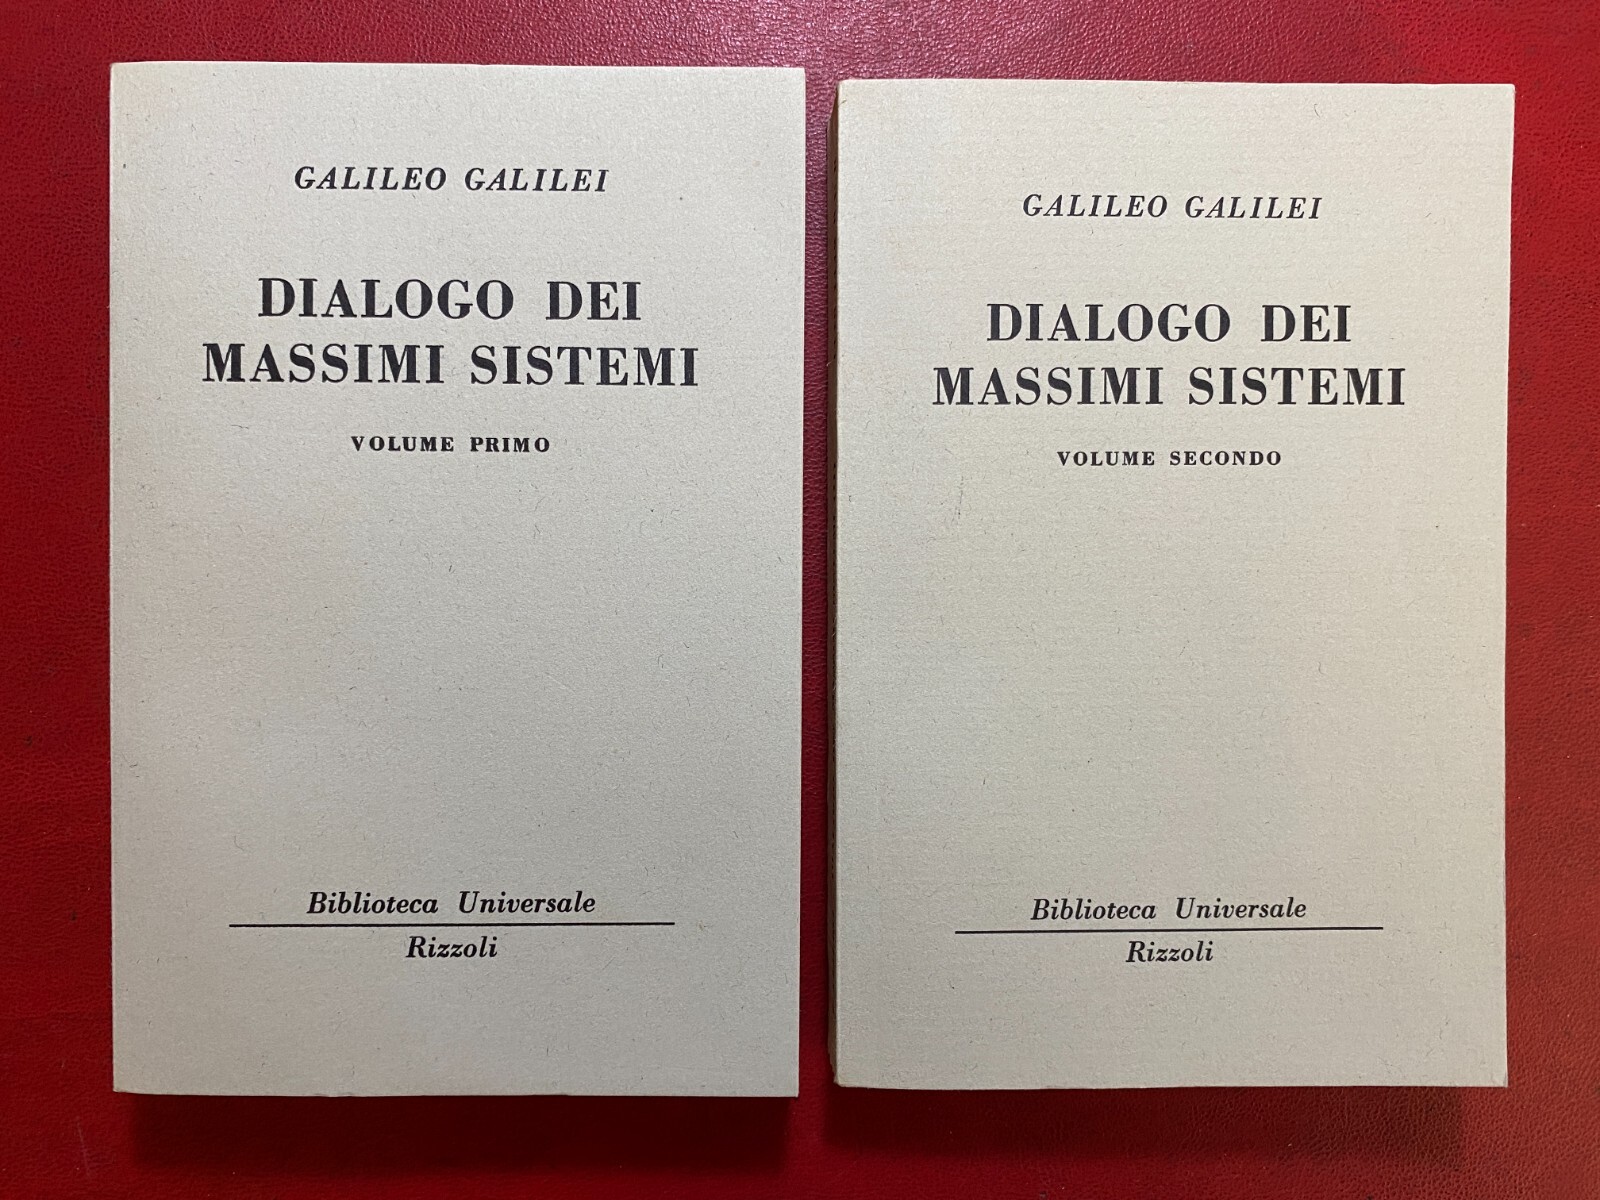 GALILEO GALILEI
DIALOGO DEI
MASSIMI SISTEMI
VOLUME PRIMO
Biblioteca Universale
Rizzoli
GALILEO GALILEI
DIALOGO DEI
MASSIMI SISTEMI
VOLUME SECONDO
Biblioteca Universale
Rizzoli